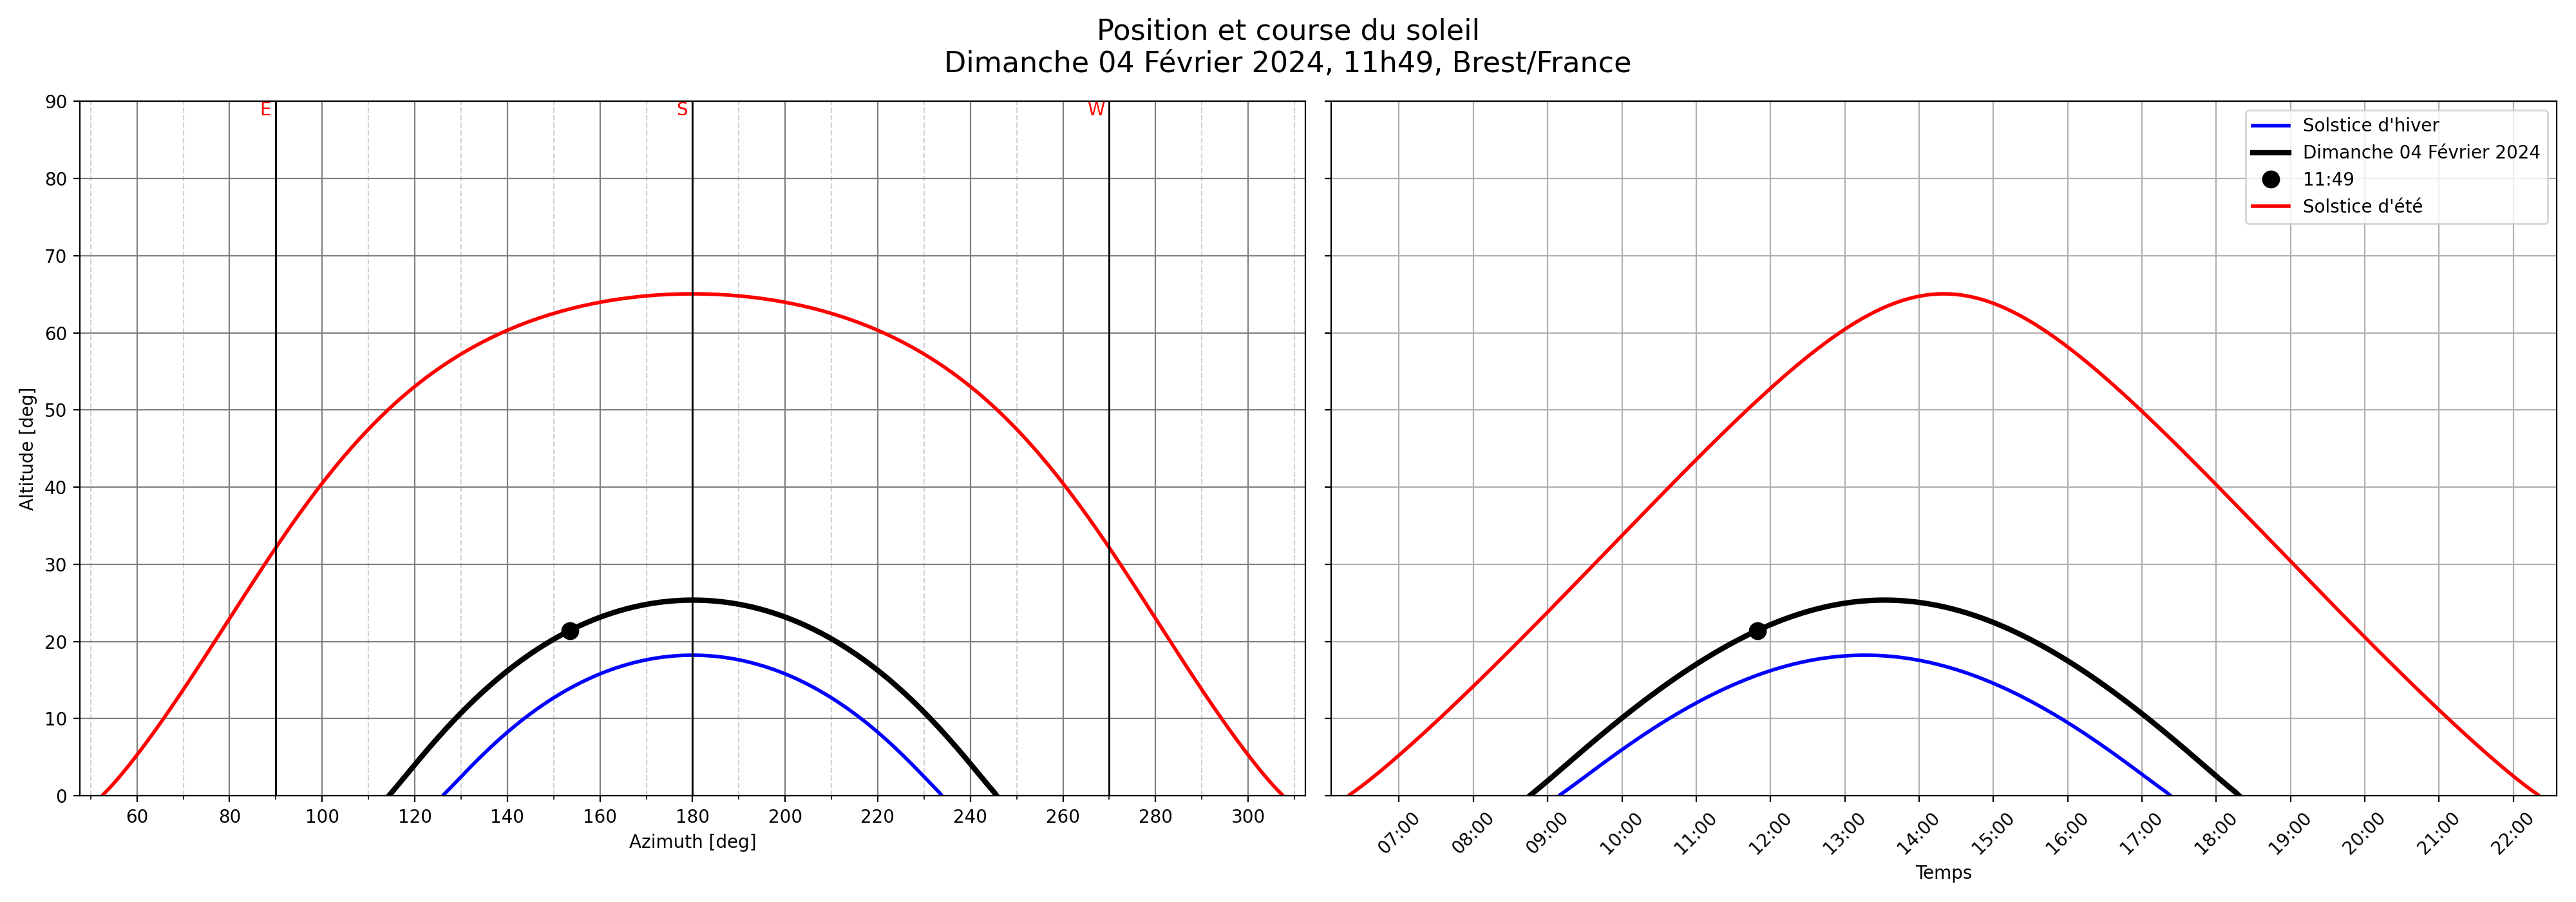 Position et course du soleil
Dimanche 04 Février 2024, 11h49, Brest/France
E
S
W
90
80
70
60
50
40
30
20
10
0
Altitude [deg]
60 80 100 120 140 160 180 200 220 240 260 280 300
Azimuth [deg]
Solstice d'hiver
Dimanche 04 Février 2024
11:49
Solstice d'été
07:00 08:00 09:00 10:00 11:00 12:00 13:00 14:00 15:00 16:00 17:00 18:00 19:00 20:00 21:00 22:00
Temps